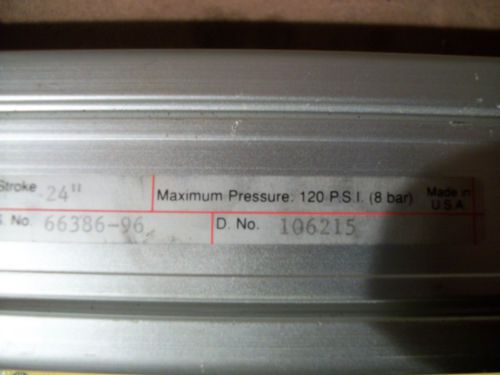 Stroke 24" Maximum Pressure: 120 P.S.I. (8 bar) Made in U.S.A.
S. No. 66386-96 D. No. 106215